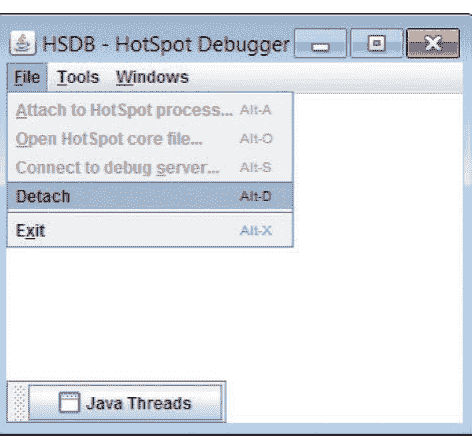 HSDB - HotSpot Debugger
File Tools Windows
Attach to HotSpot process... Alt-A
Open HotSpot core file... Alt-O
Connect to debug server... Alt-S
Detach Alt-D
Exit Alt-X
Java Threads